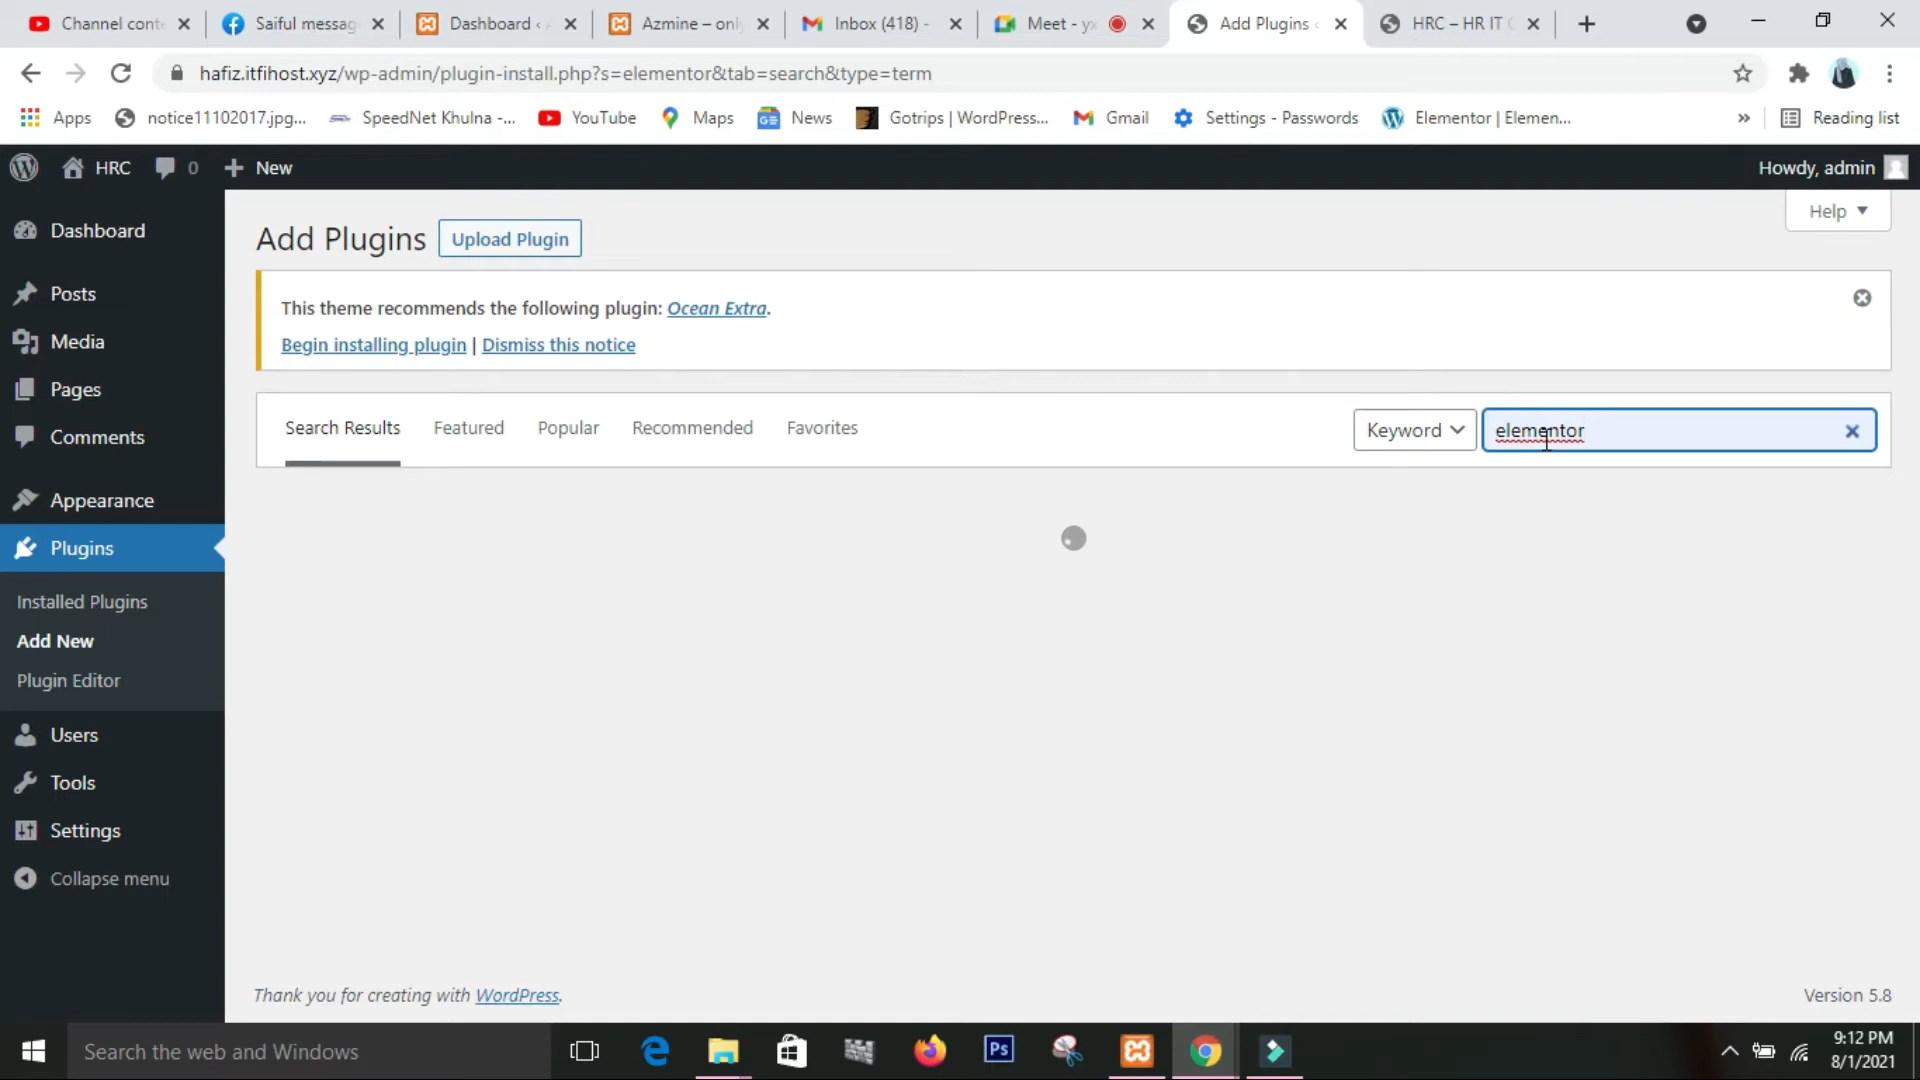 Channel conte
Saiful messag
Dashboard ‹ A
Azmine – only
Inbox (418) -
Meet - yx
Add Plugins ‹
HRC – HR IT C
hafiz.itfihost.xyz/wp-admin/plugin-install.php?s=elementor&tab=search&type=term
Apps
notice11102017.jpg...
SpeedNet Khulna -...
YouTube
Maps
News
Gotrips | WordPress...
Gmail
Settings - Passwords
Elementor | Elemen...
»
Reading list
HRC
0
New
Howdy, admin
Help
Dashboard
Posts
Media
Pages
Comments
Appearance
Plugins
Installed Plugins
Add New
Plugin Editor
Users
Tools
Settings
Collapse menu
Add Plugins
Upload Plugin
This theme recommends the following plugin: Ocean Extra.
Begin installing plugin | Dismiss this notice
Search Results
Featured
Popular
Recommended
Favorites
Keyword
elementor
Thank you for creating with WordPress.
Version 5.8
Search the web and Windows
Ps
9:12 PM
8/1/2021